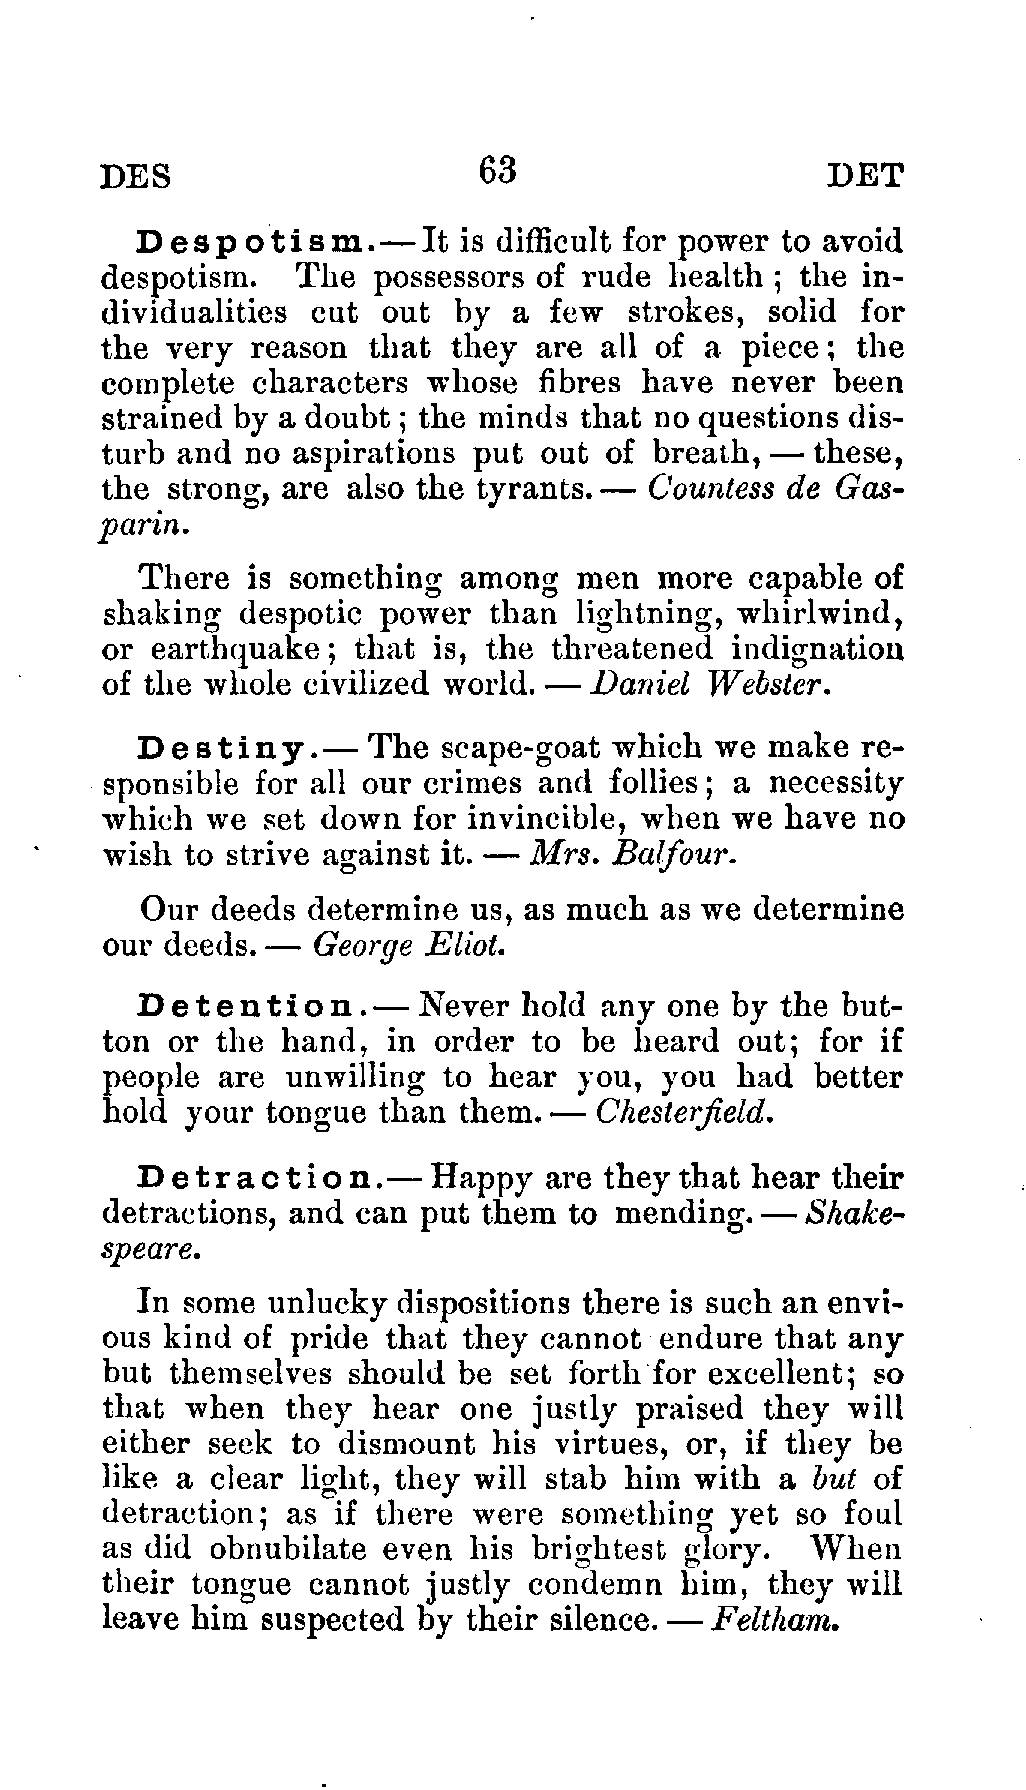 DES 63 DET
Despotism.—It is difficult for power to avoid
despotism. The possessors of rude health ; the in-
dividualities cut out by a few strokes, solid for
the very reason that they are all of a piece; the
complete characters whose fibres have never been
strained by a doubt ; the minds that no questions dis-
turb and no aspirations put out of breath, — these,
the strong, are also the tyrants. — Countess de Gas-
parin.
There is something among men more capable of
shaking despotic power than lightning, whirlwind,
or earthquake ; that is, the threatened indignation
of the whole civilized world. — Daniel Webster.
Destiny.— The scape-goat which we make re-
sponsible for all our crimes and follies ; a necessity
which we set down for invincible, when we have no
wish to strive against it. — Mrs. Balfour.
Our deeds determine us, as much as we determine
our deeds. — George Eliot.
Detention.— Never hold any one by the but-
ton or the hand, in order to be heard out; for if
people are unwilling to hear you, you had better
hold your tongue than them. — Chesterfield.
Detraction.— Happy are they that hear their
detractions, and can put them to mending. — Shake-
speare.
In some unlucky dispositions there is such an envi-
ous kind of pride that they cannot endure that any
but themselves should be set forth for excellent; so
that when they hear one justly praised they will
either seek to dismount his virtues, or, if they be
like a clear light, they will stab him with a but of
detraction; as if there were something yet so foul
as did obnubilate even his brightest glory. When
their tongue cannot justly condemn him, they will
leave him suspected by their silence. — Feltham.